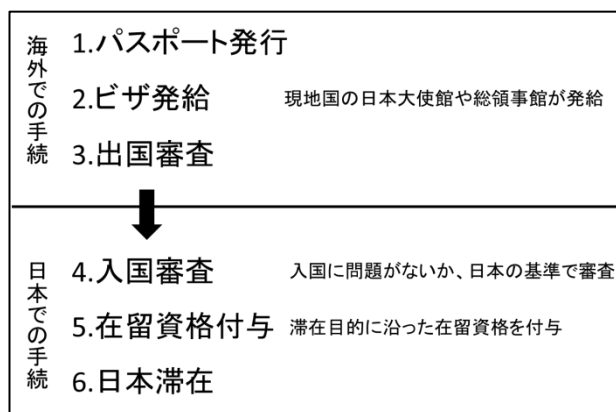 海外での手続
1.パスポート発行
2.ビザ発給
現地国の日本大使館や総領事館が発給
3.出国審査
日本での手続
4.入国審査
入国に問題がないか、日本の基準で審査
5.在留資格付与
滞在目的に沿った在留資格を付与
6.日本滞在